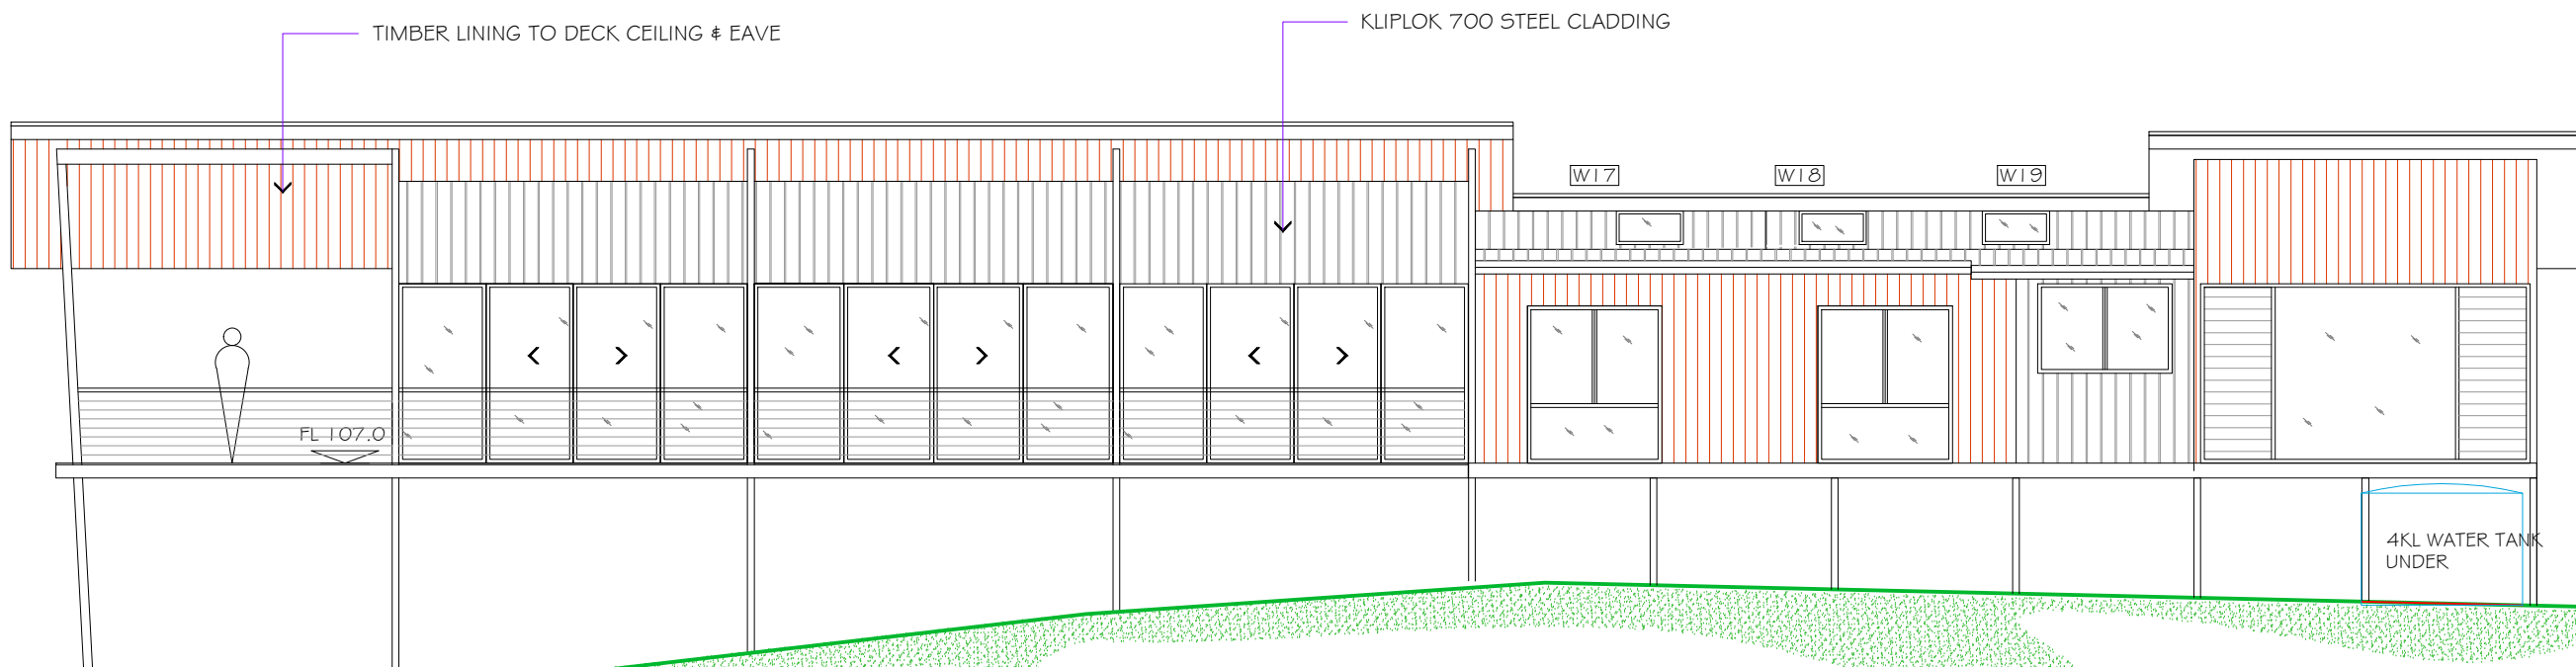 TIMBER LINING TO DECK CEILING & EAVE
KLIPLOK 700 STEEL CLADDING
W17
W18
W19
FL 107.0
4KL WATER TANK
UNDER